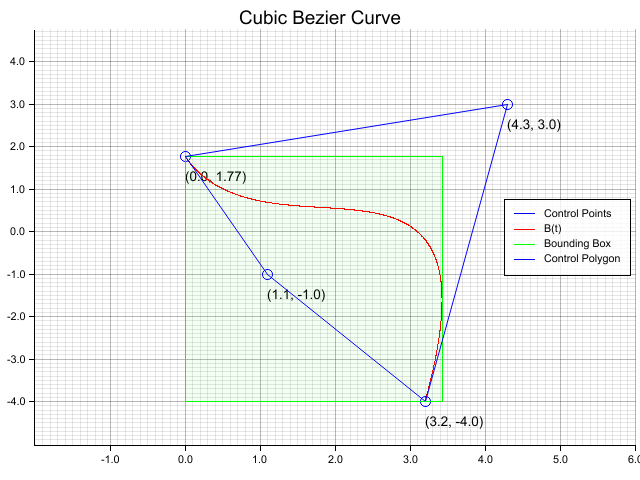 Cubic Bezier Curve
4.0
3.0
(4.3, 3.0)
2.0
(0.0, 1.77)
1.0
Control Points
0.0
B(t)
Bounding Box
Control Polygon
-1.0
(1.1, -1.0)
-2.0
-3.0
-4.0
(3.2, -4.0)
-1.0 0.0 1.0 2.0 3.0 4.0 5.0 6.0